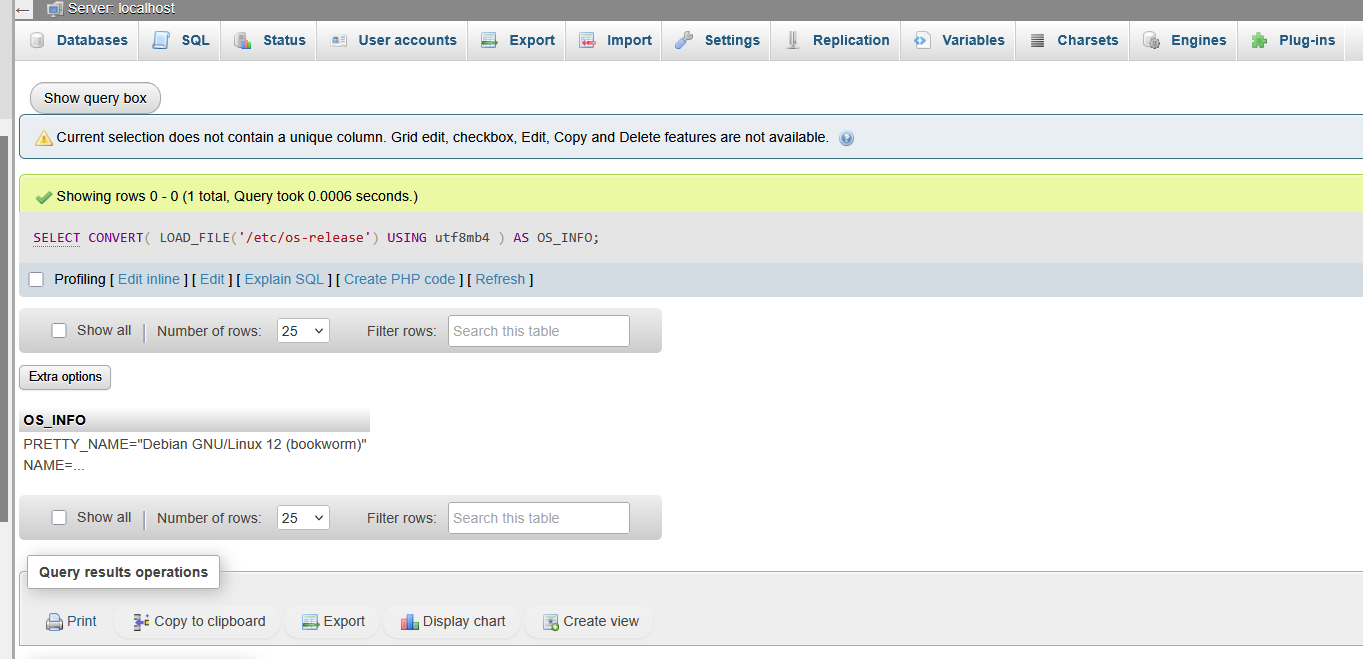 Server: localhost
Databases SQL Status User accounts Export Import Settings Replication Variables Charsets Engines Plug-ins
Show query box
Current selection does not contain a unique column. Grid edit, checkbox, Edit, Copy and Delete features are not available.
Showing rows 0 - 0 (1 total, Query took 0.0006 seconds.)
SELECT CONVERT( LOAD_FILE('/etc/os-release') USING utf8mb4 ) AS OS_INFO;
Profiling [ Edit inline ] [ Edit ] [ Explain SQL ] [ Create PHP code ] [ Refresh ]
Show all | Number of rows: 25 Filter rows: Search this table
Extra options
OS_INFO
PRETTY_NAME="Debian GNU/Linux 12 (bookworm)"
NAME=...
Show all | Number of rows: 25 Filter rows: Search this table
Query results operations
Print Copy to clipboard Export Display chart Create view